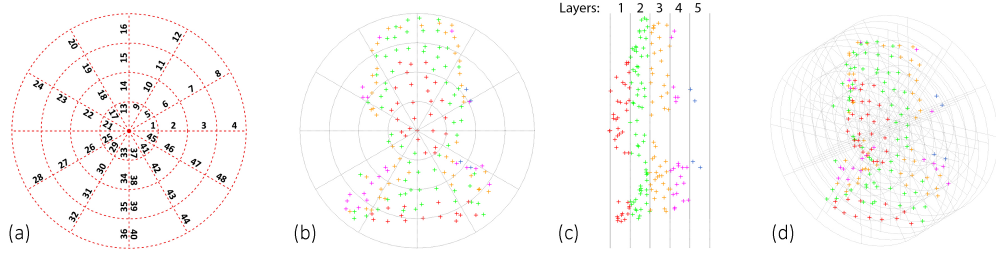 1 2 3 4
5 6 7 8
9 10 11 12
13 14 15 16
17 18 19 20
21 22 23 24
25 26 27 28
29 30 31 32
33 34 35 36
37 38 39 40
41 42 43 44
45 46 47 48
(a)
(b)
Layers: 1 2 3 4 5
(c)
(d)